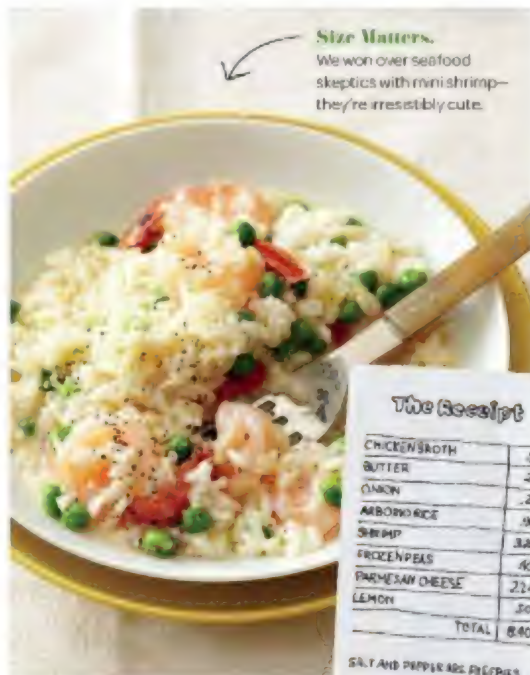 Size Matters.
We won over seafood
skeptics with mini shrimp—
they're irresistibly cute.
The Receipt
CHICKEN BROTH
BUTTER
ONION
ARBORIO RICE
SHRIMP
FROZEN PEAS
PARMESAN CHEESE
LEMON
TOTAL
SALT AND PEPPER ARE FREEBIES